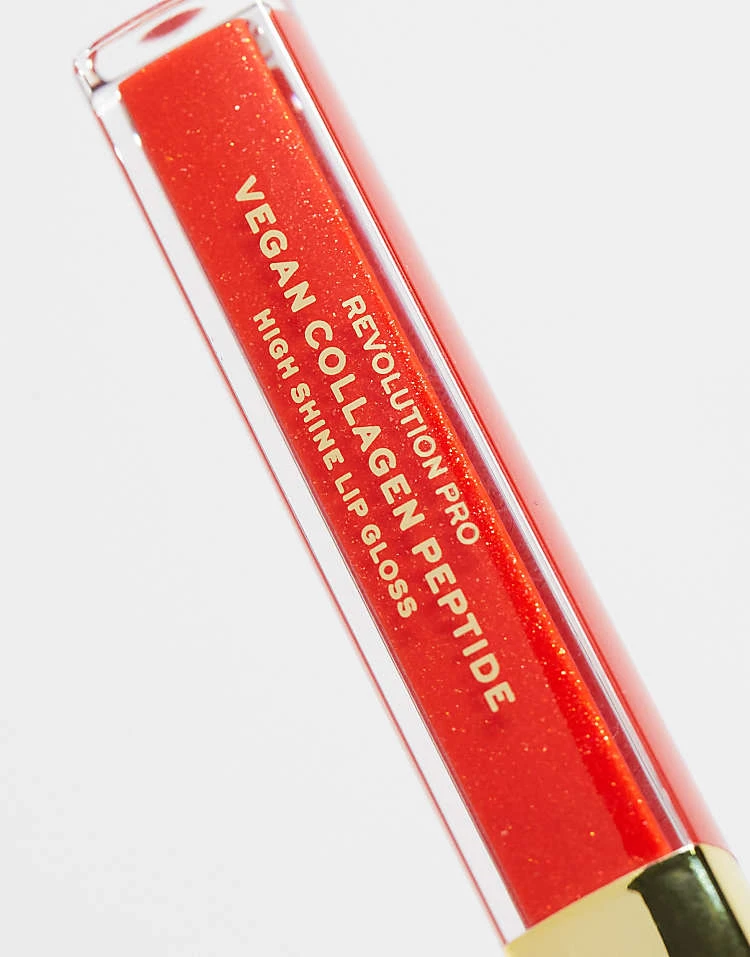 REVOLUTION PRO
VEGAN COLLAGEN PEPTIDE
HIGH SHINE LIP GLOSS